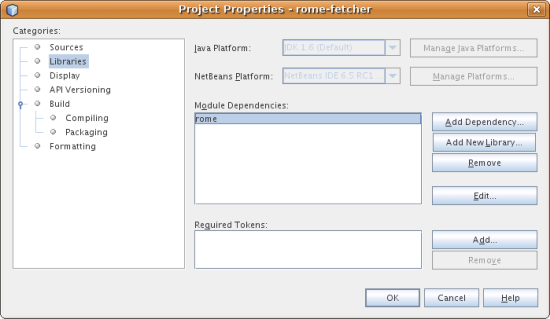 Project Properties - rome-fetcher
Categories:
Sources
Libraries
Display
API Versioning
Build
Compiling
Packaging
Formatting
Java Platform:
JDK 1.6 (Default)
Manage Java Platforms...
NetBeans Platform:
NetBeans IDE 6.5 RC1
Manage Platforms...
Module Dependencies:
rome
Add Dependency...
Add New Library...
Remove
Edit...
Required Tokens:
Add...
Remove
OK
Cancel
Help